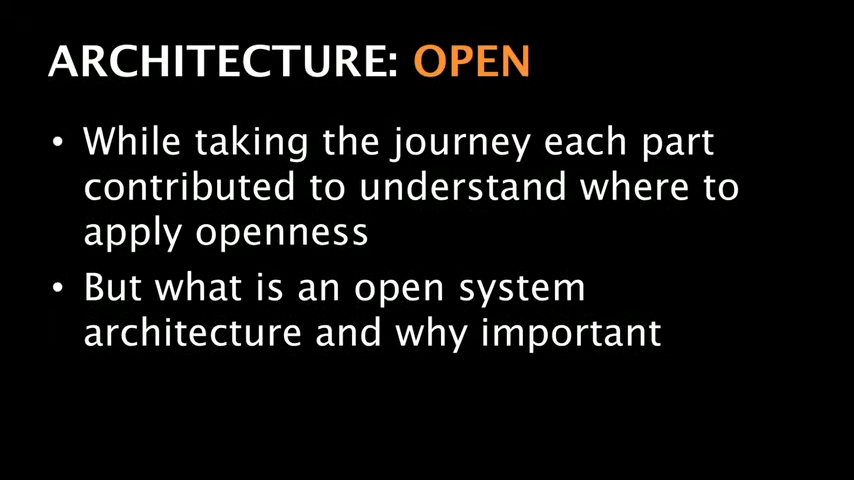 ARCHITECTURE: OPEN
• While taking the journey each part
contributed to understand where to
apply openness
• But what is an open system
architecture and why important